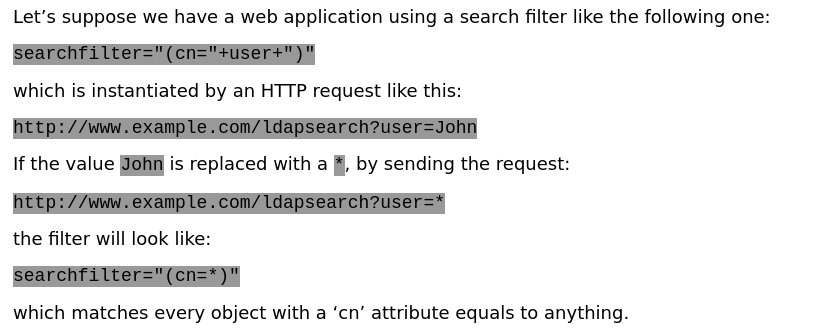 Let’s suppose we have a web application using a search filter like the following one:
searchfilter="(cn="+user+")"
which is instantiated by an HTTP request like this:
http://www.example.com/ldapsearch?user=John
If the value John is replaced with a *, by sending the request:
http://www.example.com/ldapsearch?user=*
the filter will look like:
searchfilter="(cn=*)"
which matches every object with a ‘cn’ attribute equals to anything.